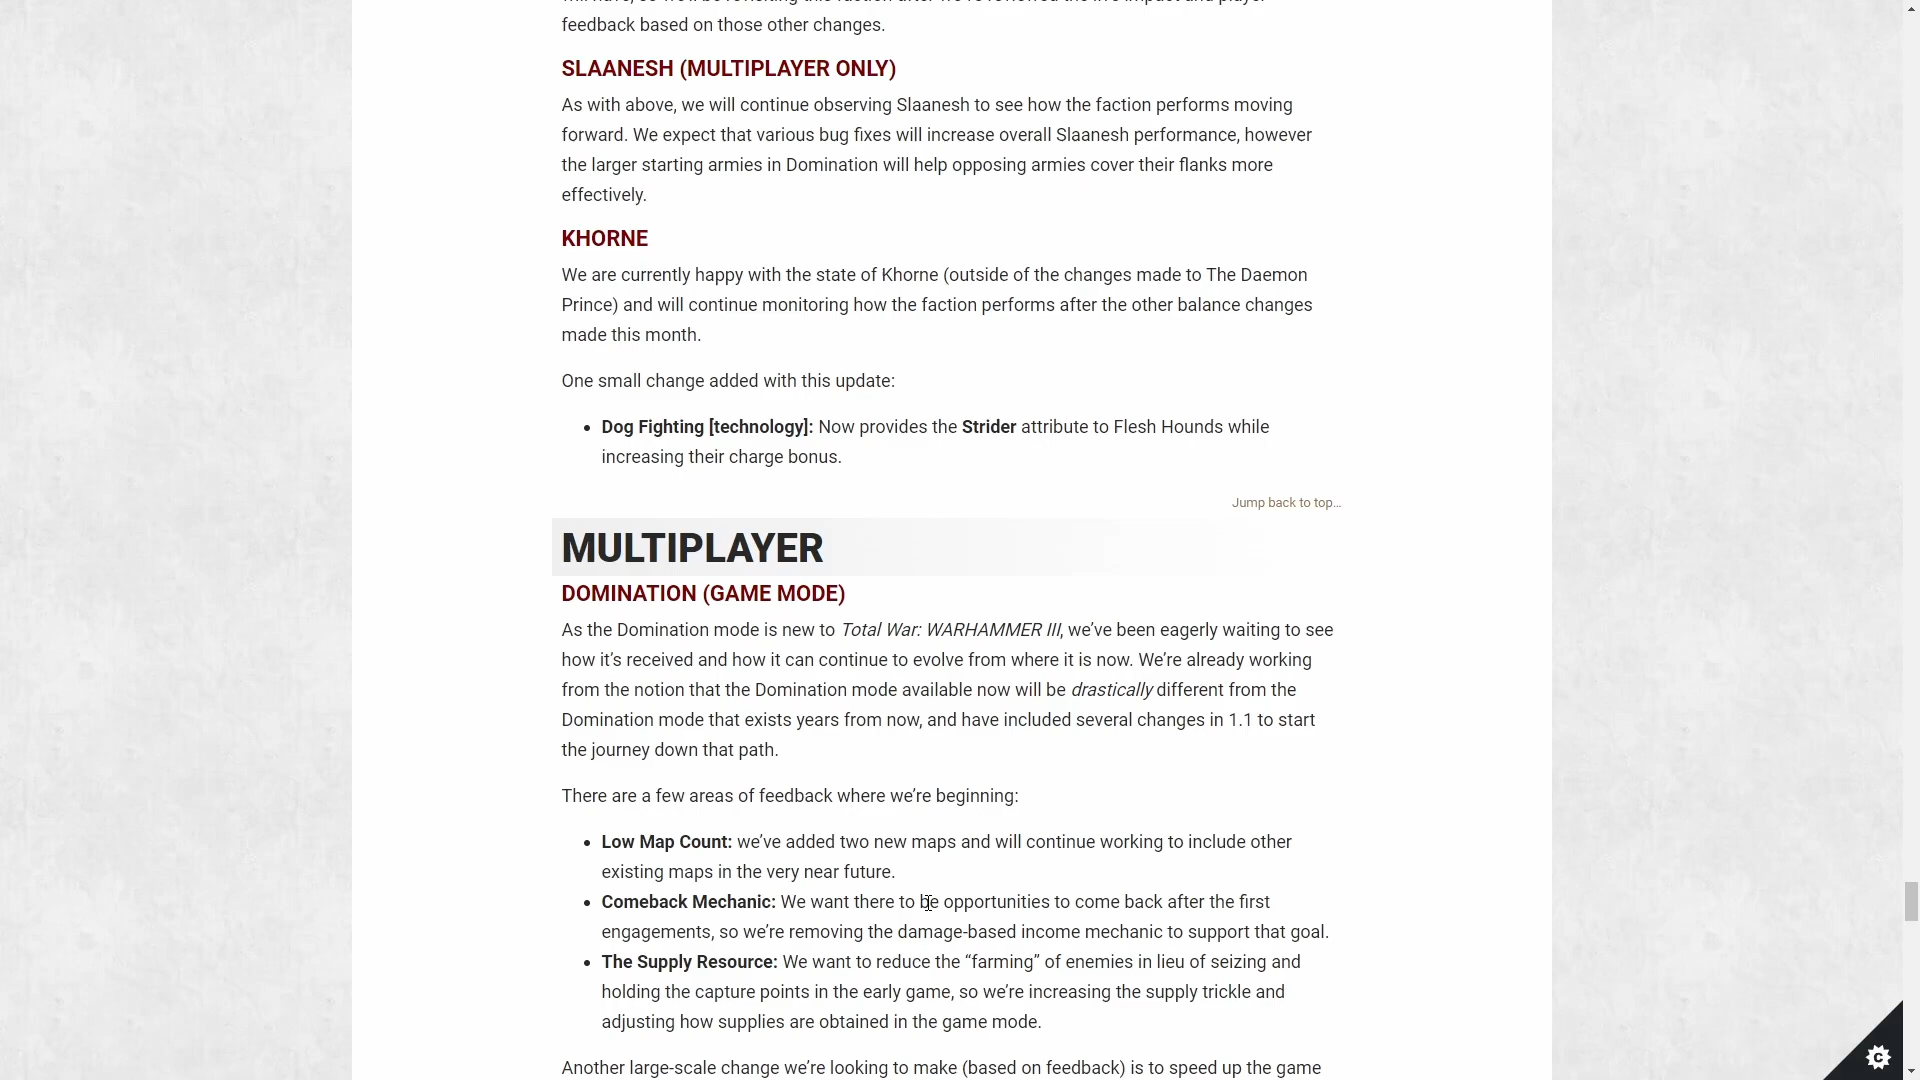 feedback based on those other changes.
SLAANESH (MULTIPLAYER ONLY)
As with above, we will continue observing Slaanesh to see how the faction performs moving
forward. We expect that various bug fixes will increase overall Slaanesh performance, however
the larger starting armies in Domination will help opposing armies cover their flanks more
effectively.
KHORNE
We are currently happy with the state of Khorne (outside of the changes made to The Daemon
Prince) and will continue monitoring how the faction performs after the other balance changes
made this month.
One small change added with this update:
• Dog Fighting [technology]: Now provides the Strider attribute to Flesh Hounds while
increasing their charge bonus.
Jump back to top…
MULTIPLAYER
DOMINATION (GAME MODE)
As the Domination mode is new to Total War: WARHAMMER III, we’ve been eagerly waiting to see
how it’s received and how it can continue to evolve from where it is now. We’re already working
from the notion that the Domination mode available now will be drastically different from the
Domination mode that exists years from now, and have included several changes in 1.1 to start
the journey down that path.
There are a few areas of feedback where we’re beginning:
• Low Map Count: we’ve added two new maps and will continue working to include other
existing maps in the very near future.
• Comeback Mechanic: We want there to be opportunities to come back after the first
engagements, so we’re removing the damage-based income mechanic to support that goal.
• The Supply Resource: We want to reduce the “farming” of enemies in lieu of seizing and
holding the capture points in the early game, so we’re increasing the supply trickle and
adjusting how supplies are obtained in the game mode.
Another large-scale change we’re looking to make (based on feedback) is to speed up the game